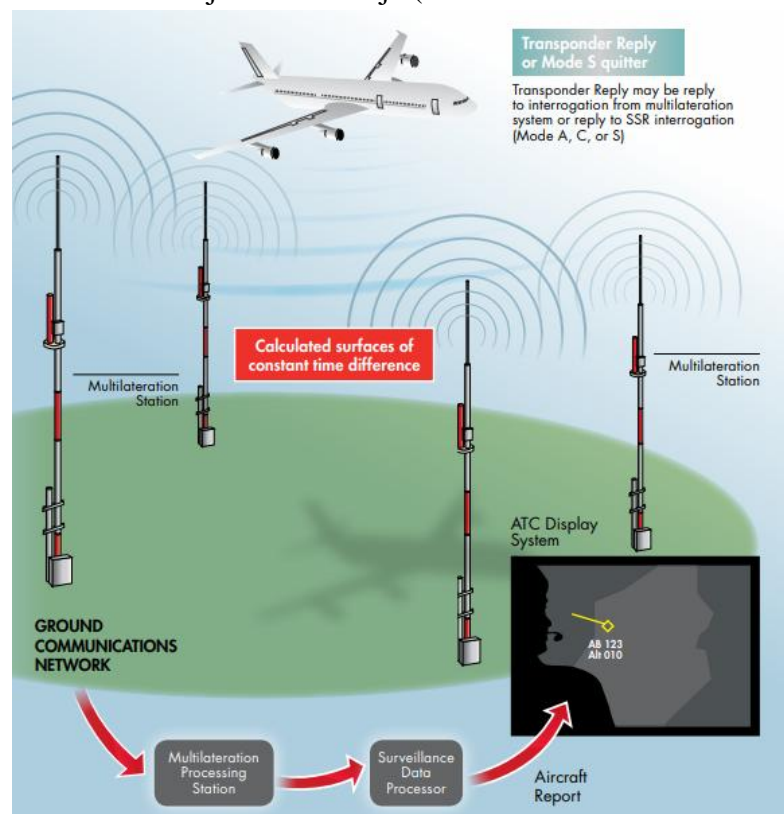 Transponder Reply
or Mode S quitter
Transponder Reply may be reply
to interrogation from multilateration
system or reply to SSR interrogation
(Mode A, C, or S)
Calculated surfaces of
constant time difference
Multilateration
Station
Multilateration
Station
ATC Display
System
AB 123
Alt 010
GROUND
COMMUNICATIONS
NETWORK
Multilateration
Processing
Station
Surveillance
Data
Processor
Aircraft
Report